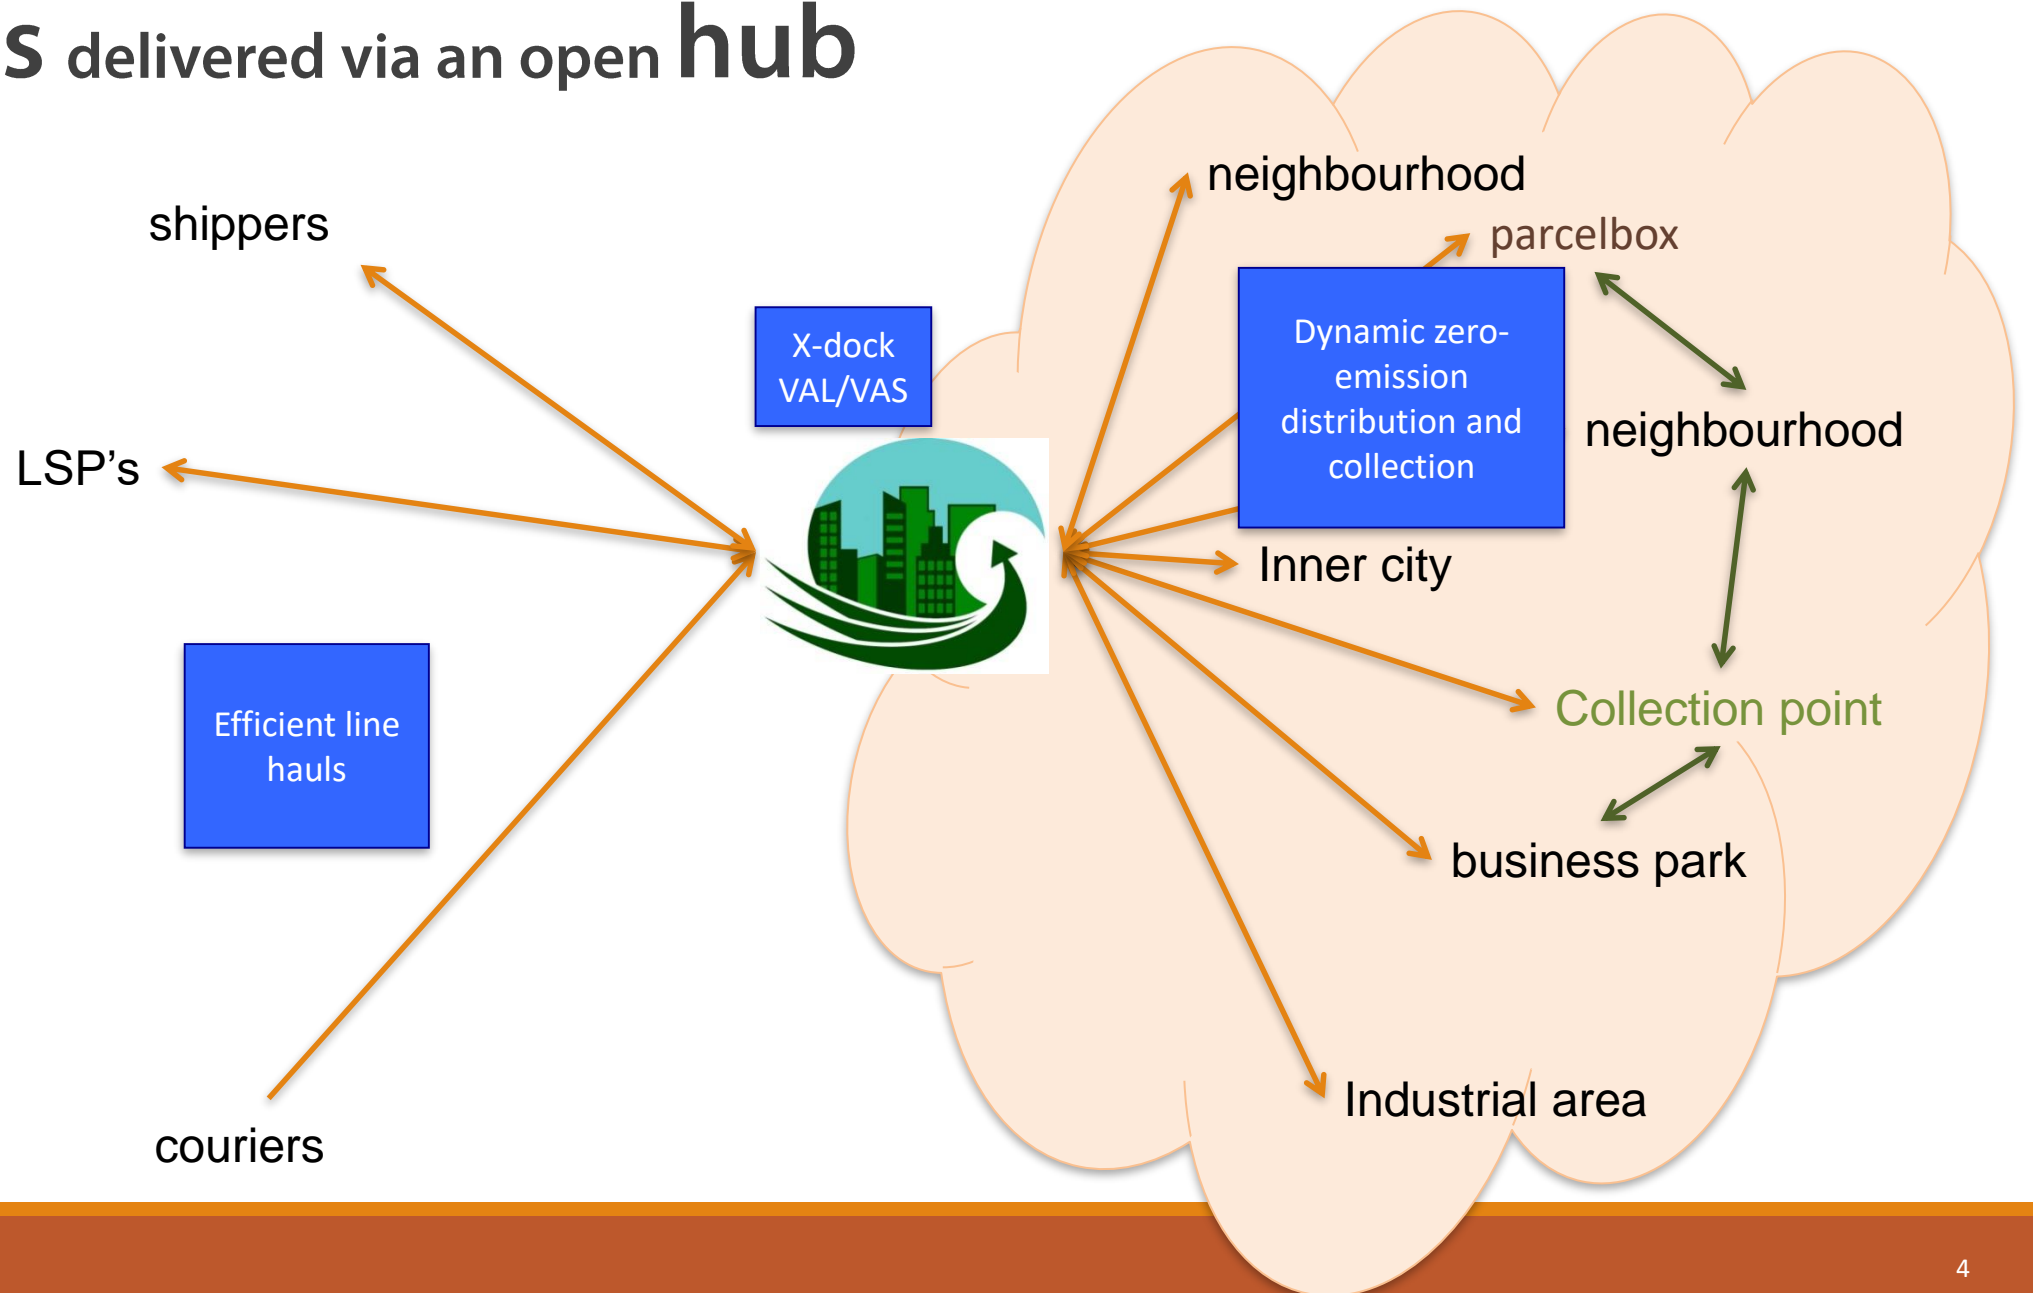 s delivered via an open hub
neighbourhood
shippers
parcelbox
X-dock
VAL/VAS
Dynamic zero-
emission
distribution and
collection
neighbourhood
LSP’s
Inner city
Efficient line
hauls
Collection point
business park
Industrial area
couriers
4